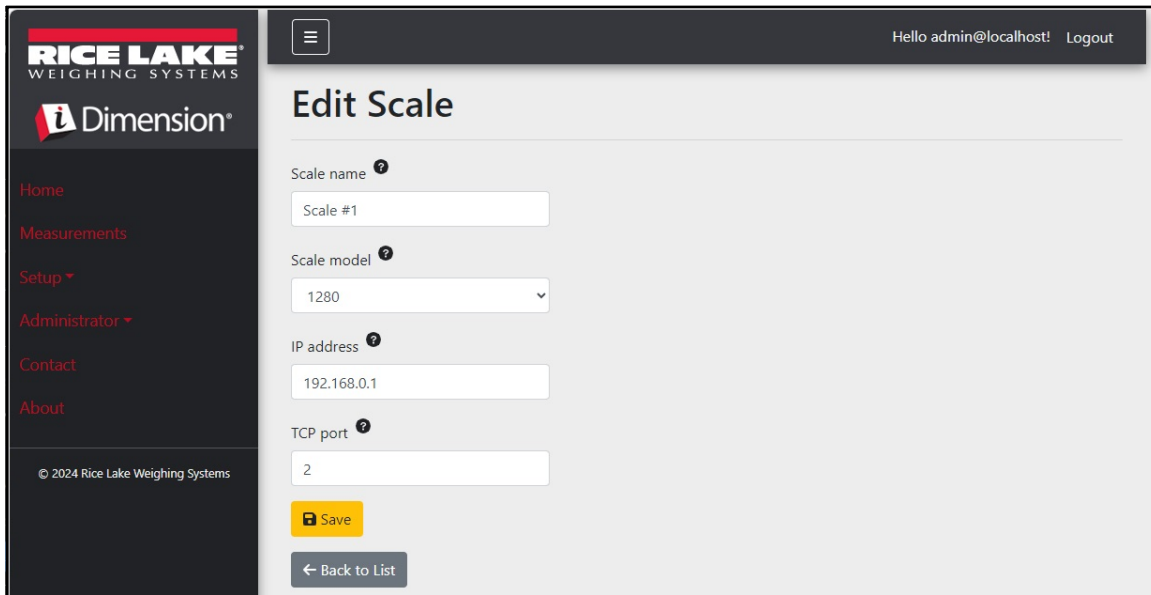 RICE LAKE®
WEIGHING SYSTEMS
i Dimension®
Home
Measurements
Setup
Administrator
Contact
About
© 2024 Rice Lake Weighing Systems
Hello admin@localhost! Logout
Edit Scale
Scale name ?
Scale #1
Scale model ?
1280
IP address ?
192.168.0.1
TCP port ?
2
Save
← Back to List